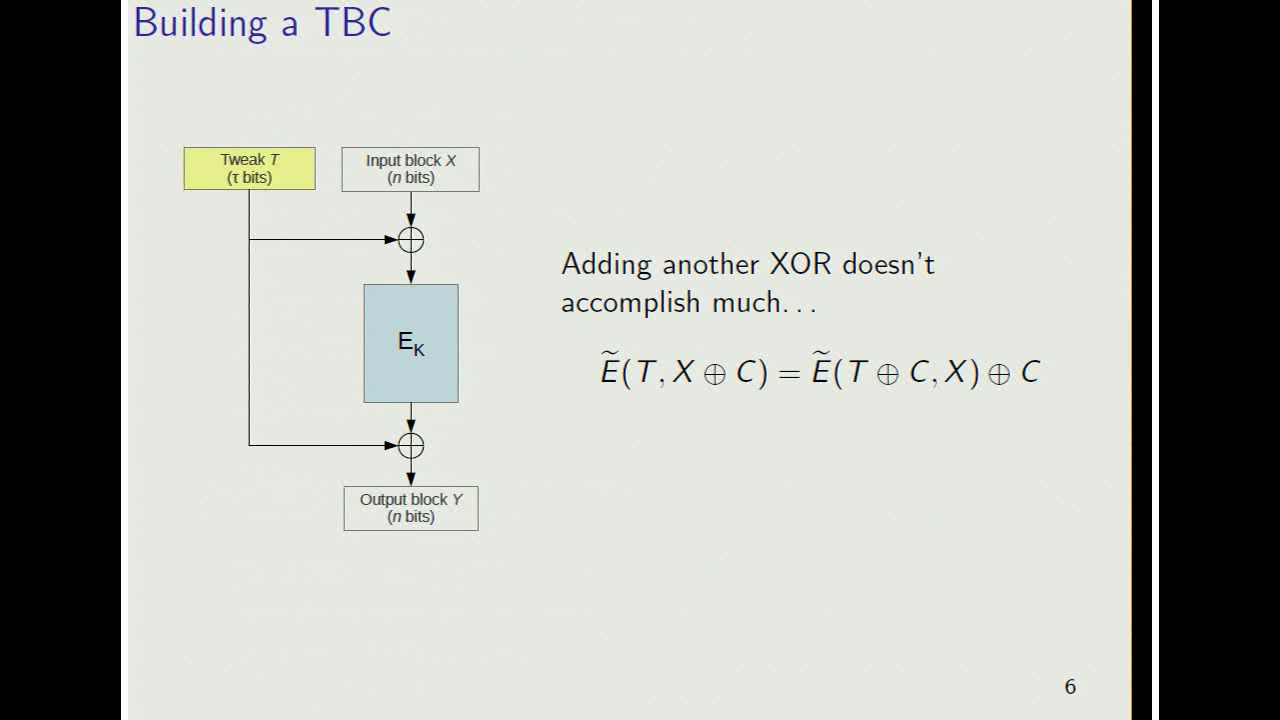 Building a TBC
Tweak T
(τ bits)
Input block X
(n bits)
E_K
Output block Y
(n bits)
Adding another XOR doesn't
accomplish much...
Ẽ(T, X ⊕ C) = Ẽ(T ⊕ C, X) ⊕ C
6